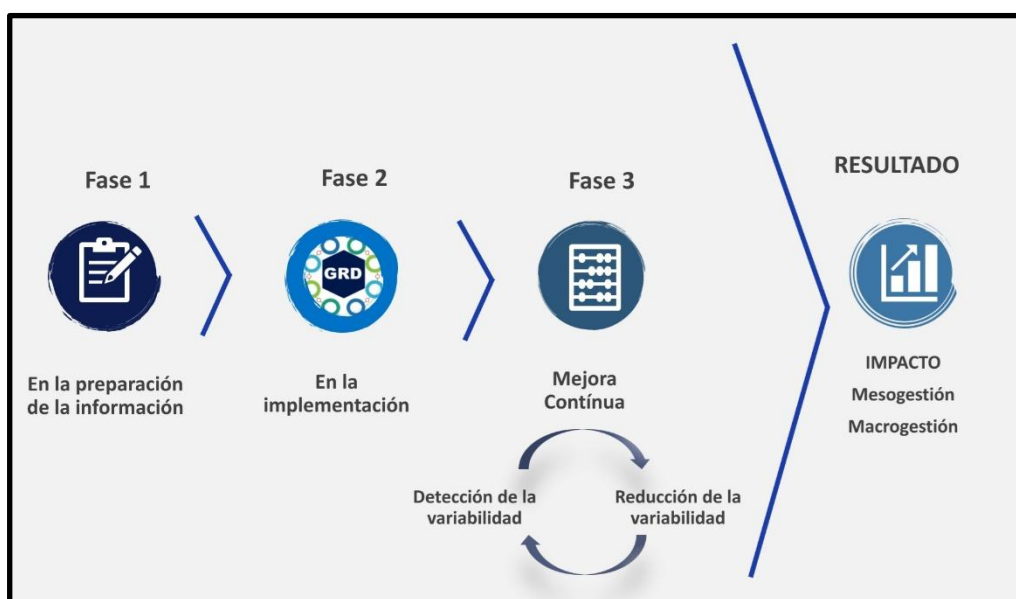 Fase 1
En la preparación
de la información
Fase 2
GRD
En la
implementación
Fase 3
Mejora
Contínua
Detección de la
variabilidad
Reducción de la
variabilidad
RESULTADO
IMPACTO
Mesogestión
Macrogestión